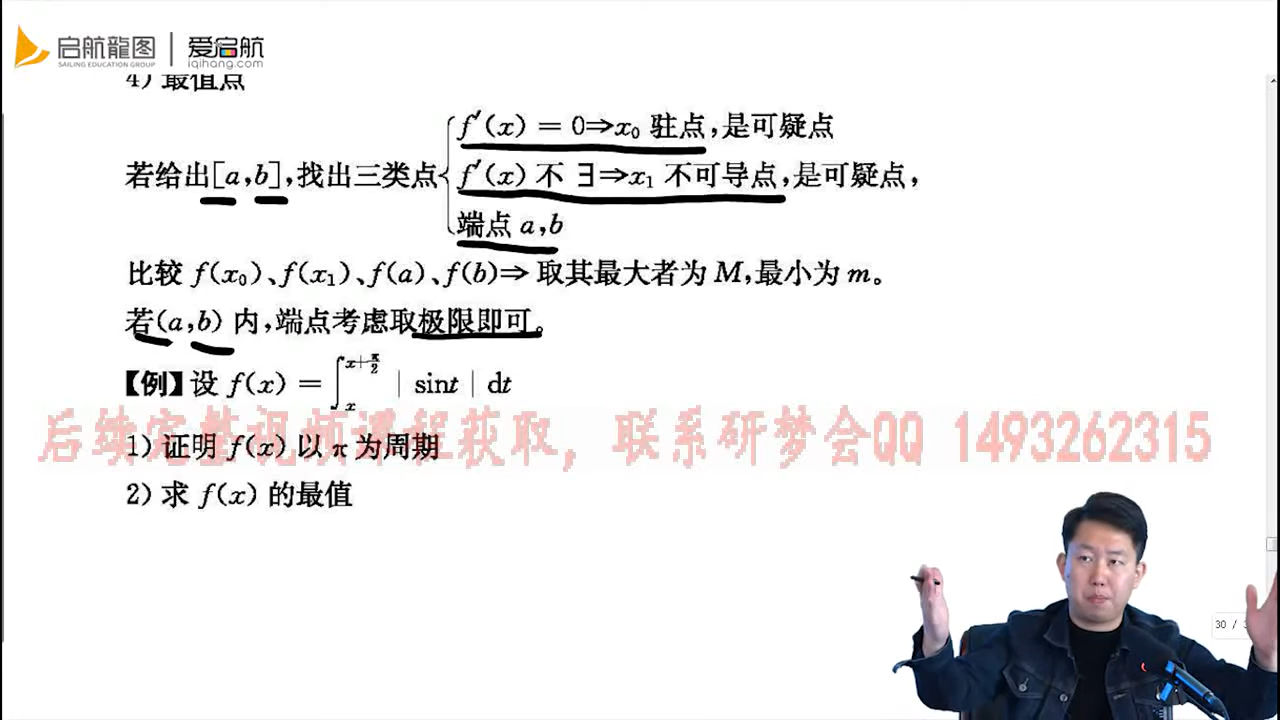 启航龍图 | 爱启航
SAILING EDUCATION GROUP iqihang.com
4) 最值点
若给出[a,b],找出三类点
f′(x) = 0⇒x₀ 驻点,是可疑点
f′(x) 不 ∃⇒x₁ 不可导点,是可疑点,
端点 a,b
比较 f(x₀)、f(x₁)、f(a)、f(b)⇒ 取其最大者为 M,最小为 m。
若(a,b) 内,端点考虑取极限即可。
【例】设 f(x) = ∫ₓ^{x+π/2} | sint | dt
后续完整视频课程获取，联系研梦会QQ 1493262315
1) 证明 f(x) 以 π 为周期
2) 求 f(x) 的最值
30 /